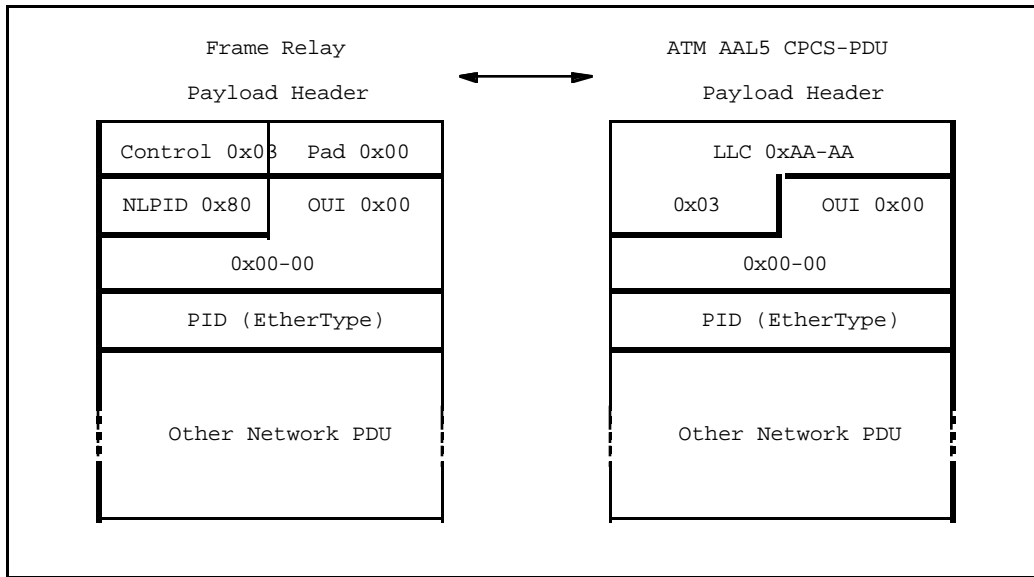 Frame Relay
Payload Header
Control 0x03 Pad 0x00
NLPID 0x80 OUI 0x00
0x00-00
PID (EtherType)
Other Network PDU
ATM AAL5 CPCS-PDU
Payload Header
LLC 0xAA-AA
0x03 OUI 0x00
0x00-00
PID (EtherType)
Other Network PDU